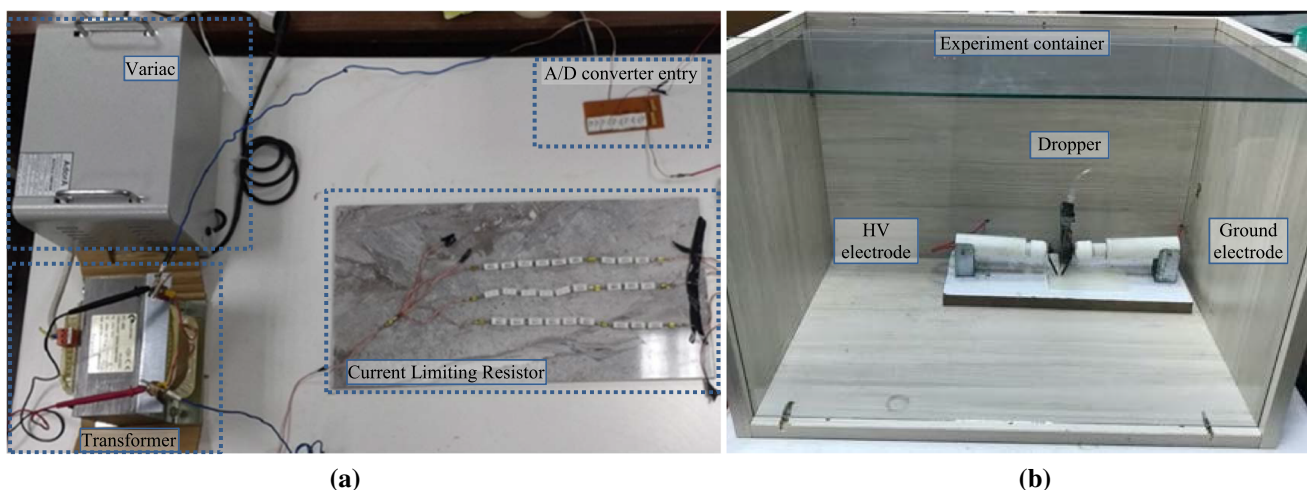 Variac
A/D converter entry
Current Limiting Resistor
Transformer
(a)
Experiment container
Dropper
HV
electrode
Ground
electrode
(b)